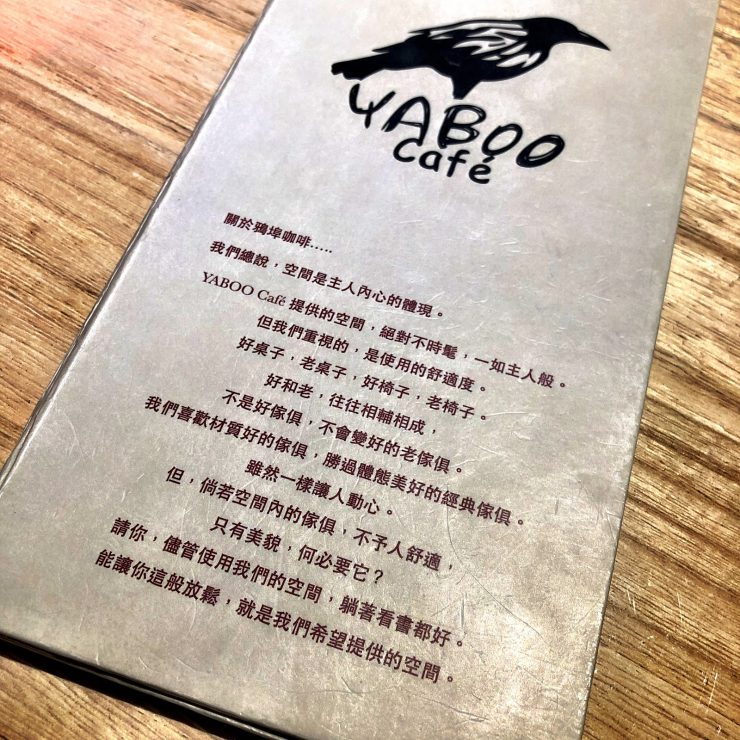 YABOO
Café
關於鴉埠咖啡.....
我們總說，空間是主人內心的體現。
YABOO Café 提供的空間，絕對不時髦，一如主人般。
但我們重視的，是使用的舒適度。
好桌子，老桌子，好椅子，老椅子。
好和老，往往相輔相成，
不是好傢俱，不會變好的老傢俱。
我們喜歡材質好的傢俱，勝過體態美好的經典傢俱。
雖然一樣讓人動心。
但，倘若空間內的傢俱，不予人舒適，
只有美貌，何必要它？
請你，儘管使用我們的空間，躺著看書都好。
能讓你這般放鬆，就是我們希望提供的空間。